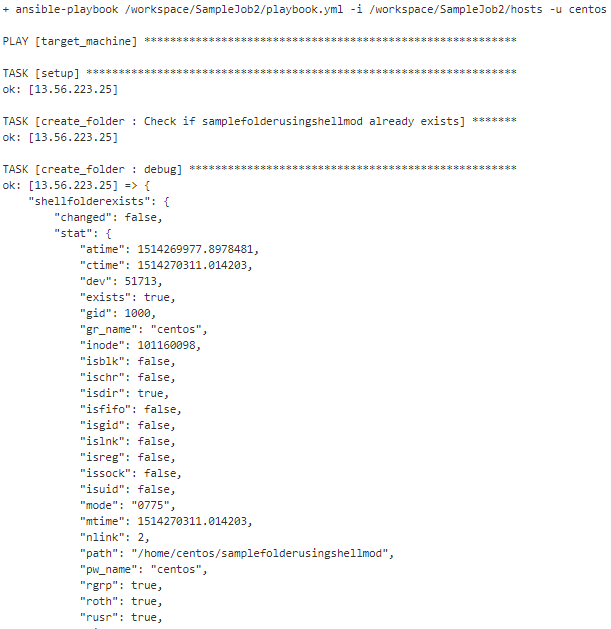 + ansible-playbook /workspace/SampleJob2/playbook.yml -i /workspace/SampleJob2/hosts -u centos
PLAY [target_machine] **********************************************************
TASK [setup] *******************************************************************
ok: [13.56.223.25]
TASK [create_folder : Check if samplefolderusingshellmod already exists] *******
ok: [13.56.223.25]
TASK [create_folder : debug] ***************************************************
ok: [13.56.223.25] => {
    "shellfolderexists": {
        "changed": false,
        "stat": {
            "atime": 1514269977.8978481,
            "ctime": 1514270311.014203,
            "dev": 51713,
            "exists": true,
            "gid": 1000,
            "gr_name": "centos",
            "inode": 101160098,
            "isblk": false,
            "ischr": false,
            "isdir": true,
            "isfifo": false,
            "isgid": false,
            "islnk": false,
            "isreg": false,
            "issock": false,
            "isuid": false,
            "mode": "0775",
            "mtime": 1514270311.014203,
            "nlink": 2,
            "path": "/home/centos/samplefolderusingshellmod",
            "pw_name": "centos",
            "rgrp": true,
            "roth": true,
            "rusr": true,